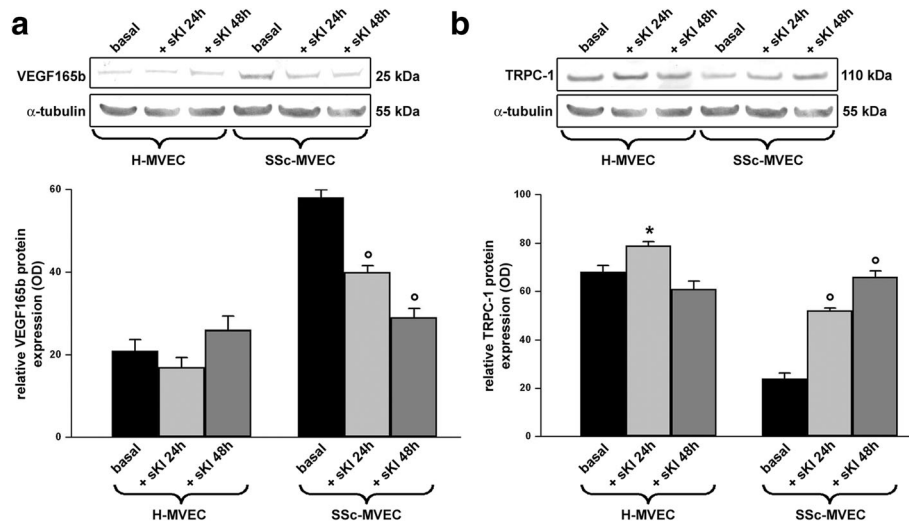 a
basal
+ sKI 24h
+ sKI 48h
basal
+ sKI 24h
+ sKI 48h
VEGF165b
25 kDa
α-tubulin
55 kDa
H-MVEC
SSc-MVEC
relative VEGF165b protein
expression (OD)
60
40
20
0
basal
+ sKI 24h
+ sKI 48h
basal
+ sKI 24h
+ sKI 48h
H-MVEC
SSc-MVEC
b
basal
+ sKI 24h
+ sKI 48h
basal
+ sKI 24h
+ sKI 48h
TRPC-1
110 kDa
α-tubulin
55 kDa
H-MVEC
SSc-MVEC
relative TRPC-1 protein
expression (OD)
100
80
60
40
20
0
*
basal
+ sKI 24h
+ sKI 48h
basal
+ sKI 24h
+ sKI 48h
H-MVEC
SSc-MVEC